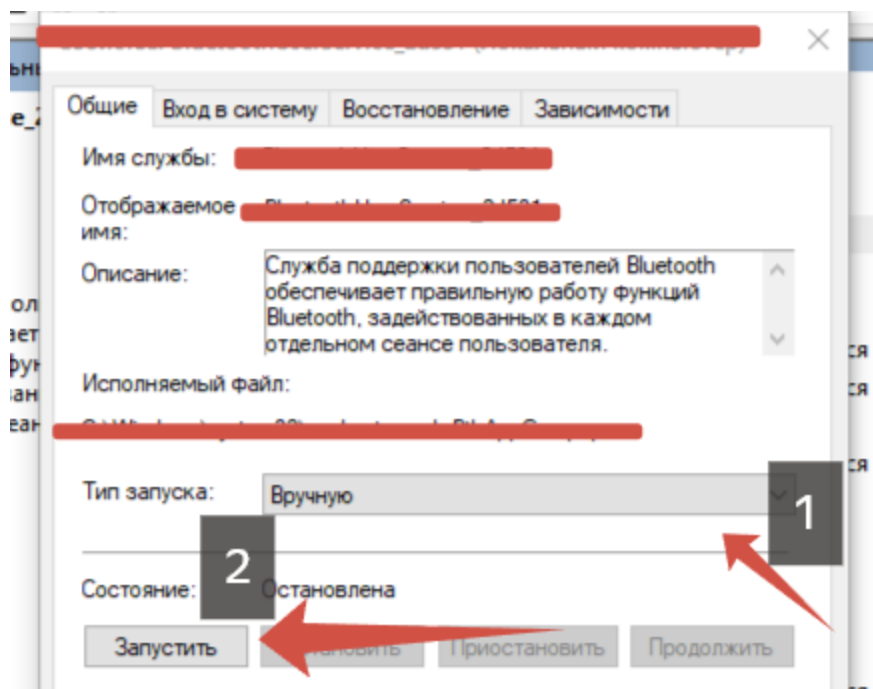 Общие Вход в систему Восстановление Зависимости
Имя службы:
Отображаемое
имя:
Описание: Служба поддержки пользователей Bluetooth
обеспечивает правильную работу функций
Bluetooth, задействованных в каждом
отдельном сеансе пользователя.
Исполняемый файл:
Тип запуска: Вручную
1
2
Состояние: Остановлена
Запустить Приостановить Продолжить